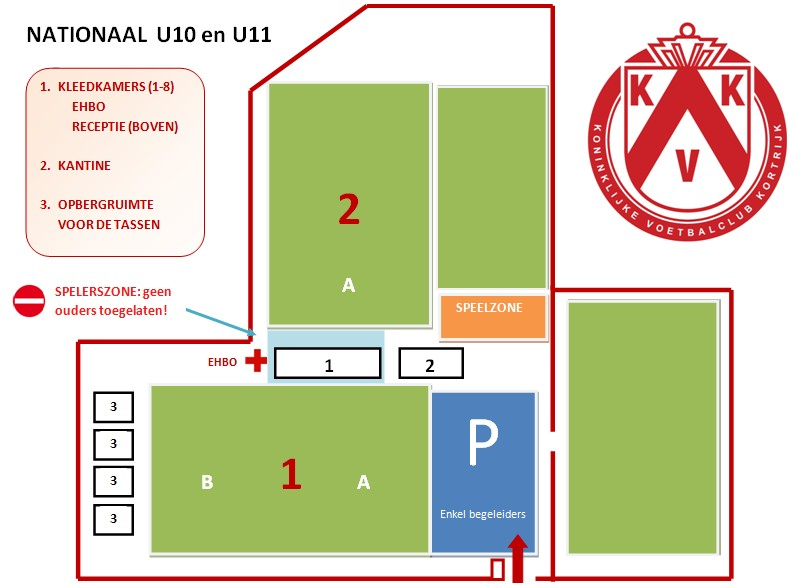 NATIONAAL U10 en U11
1. KLEEDKAMERS (1-8)
EHBO
RECEPTIE (BOVEN)
2. KANTINE
3. OPBERGRUIMTE
VOOR DE TASSEN
K K
V
KONINKLIJKE VOETBALCLUB KORTRIJK
2
A
SPEELZONE
SPELERSZONE: geen
ouders toegelaten!
EHBO
1
2
3
3
3
3
B
1
A
P
Enkel begeleiders